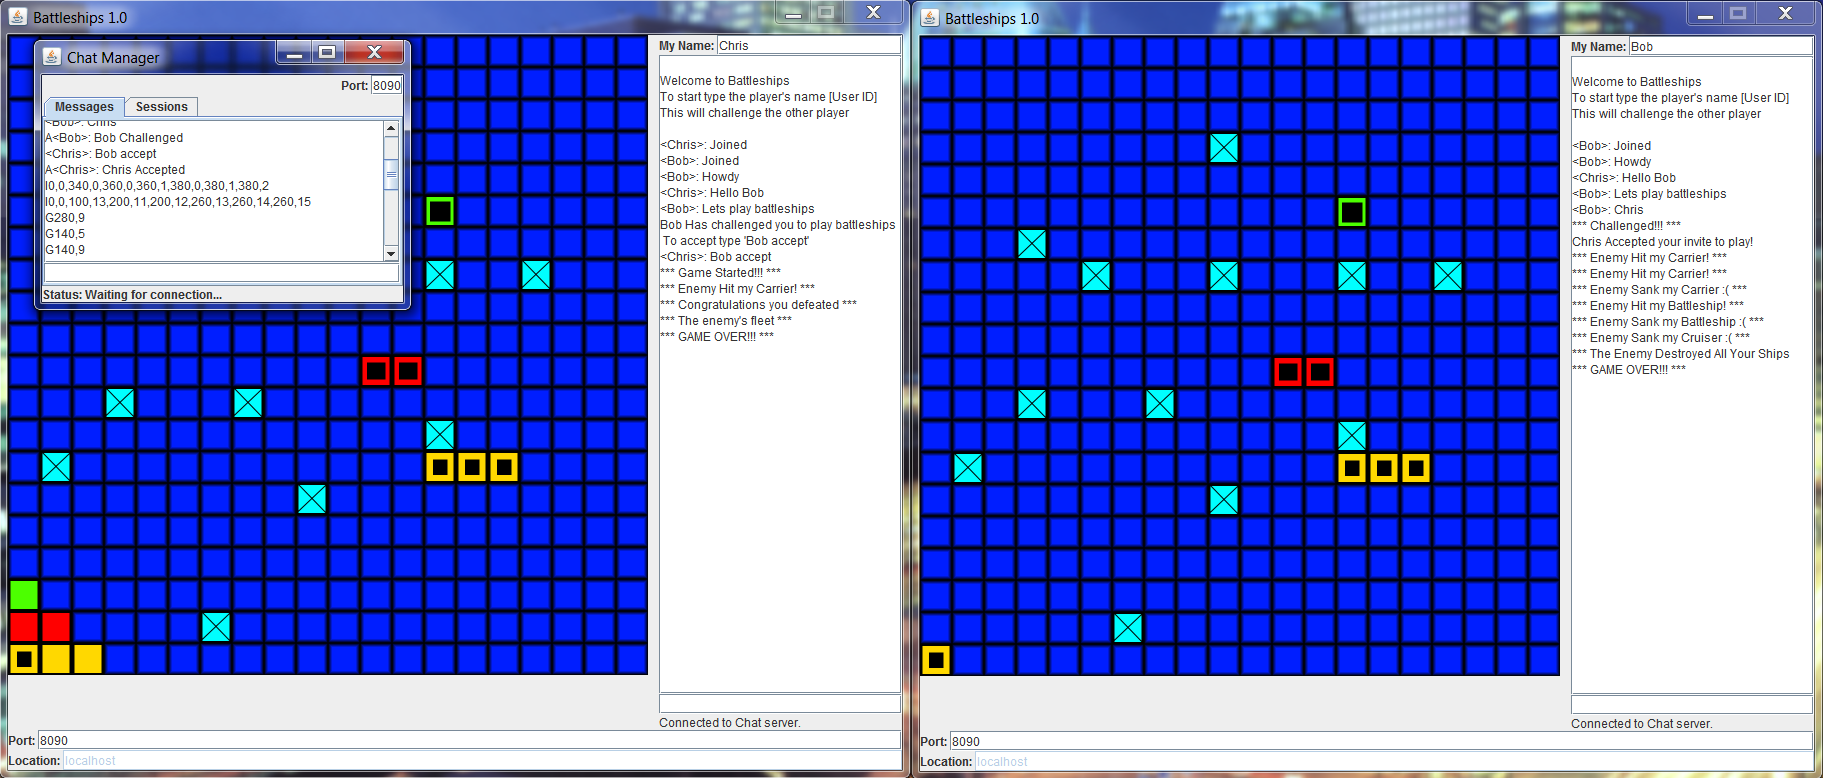 Battleships 1.0
Chat Manager
Port: 8090
Messages
Sessions
<Bob>: Chris
A<Bob>: Bob Challenged
<Chris>: Bob accept
A<Chris>: Chris Accepted
I0,0,340,0,360,0,360,1,380,0,380,1,380,2
I0,0,100,13,200,11,200,12,260,13,260,14,260,15
G280,9
G140,5
G140,9
Status: Waiting for connection...
My Name: Chris
Welcome to Battleships
To start type the player's name [User ID]
This will challenge the other player
<Chris>: Joined
<Bob>: Joined
<Bob>: Howdy
<Chris>: Hello Bob
<Bob>: Lets play battleships
Bob Has challenged you to play battleships
To accept type 'Bob accept'
<Chris>: Bob accept
*** Game Started!!! ***
*** Enemy Hit my Carrier! ***
*** Congratulations you defeated ***
*** The enemy's fleet ***
*** GAME OVER!!! ***
Connected to Chat server.
Port: 8090
Location: localhost
Battleships 1.0
My Name: Bob
Welcome to Battleships
To start type the player's name [User ID]
This will challenge the other player
<Bob>: Joined
<Bob>: Howdy
<Chris>: Hello Bob
<Bob>: Lets play battleships
<Bob>: Chris
*** Challenged!!! ***
Chris Accepted your invite to play!
*** Enemy Hit my Carrier! ***
*** Enemy Hit my Carrier! ***
*** Enemy Sank my Carrier :( ***
*** Enemy Hit my Battleship! ***
*** Enemy Sank my Battleship :( ***
*** Enemy Sank my Cruiser :( ***
*** The Enemy Destroyed All Your Ships
*** GAME OVER!!! ***
Connected to Chat server.
Port: 8090
Location: localhost